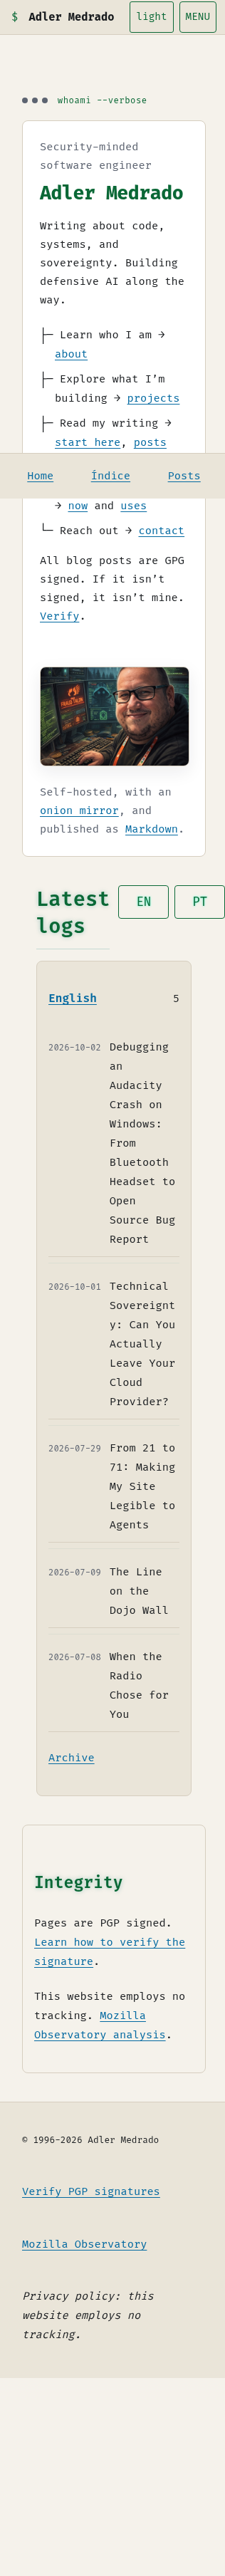 $ Adler Medrado
light
MENU
whoami --verbose
Security-minded
software engineer
Adler Medrado
Writing about code,
systems, and
sovereignty. Building
defensive AI along the
way.
├─ Learn who I am →
about
├─ Explore what I’m
building → projects
├─ Read my writing →
start here, posts
Home
Índice
Posts
→ now and uses
└─ Reach out → contact
All blog posts are GPG
signed. If it isn’t
signed, it isn’t mine.
Verify.
Self-hosted, with an
onion mirror, and
published as Markdown.
Latest
logs
EN
PT
English 5
2026-10-02 Debugging
an
Audacity
Crash on
Windows:
From
Bluetooth
Headset to
Open
Source Bug
Report
2026-10-01 Technical
Sovereignt
y: Can You
Actually
Leave Your
Cloud
Provider?
2026-07-29 From 21 to
71: Making
My Site
Legible to
Agents
2026-07-09 The Line
on the
Dojo Wall
2026-07-08 When the
Radio
Chose for
You
Archive
Integrity
Pages are PGP signed.
Learn how to verify the
signature.
This website employs no
tracking. Mozilla
Observatory analysis.
© 1996-2026 Adler Medrado
Verify PGP signatures
Mozilla Observatory
Privacy policy: this
website employs no
tracking.